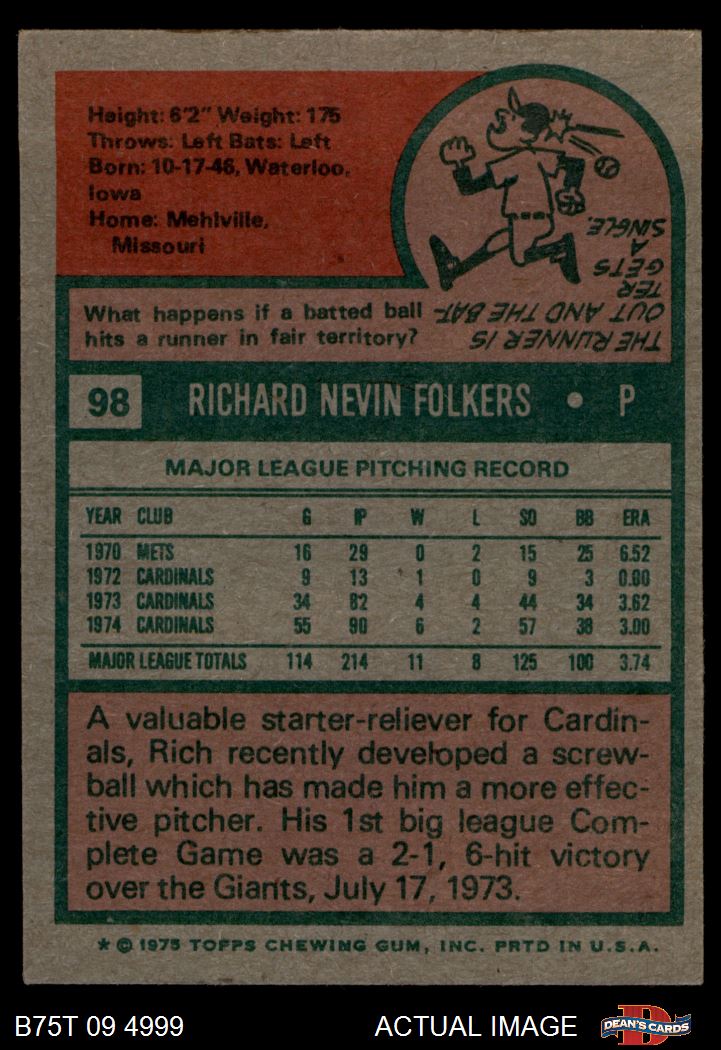 Height: 6'2" Weight: 175
Throws: Left Bats: Left
Born: 10-17-46, Waterloo,
Iowa
Home: Mehlville,
Missouri
What happens if a batted ball
hits a runner in fair territory?
THE RUNNER IS
OUT AND THE BAT-
TER
GETS
A
SINGLE.
98 RICHARD NEVIN FOLKERS • P
MAJOR LEAGUE PITCHING RECORD
YEAR CLUB G IP W L SO BB ERA
1970 METS 16 29 0 2 15 25 6.52
1972 CARDINALS 9 13 1 0 9 3 0.00
1973 CARDINALS 34 82 4 4 44 34 3.62
1974 CARDINALS 55 90 6 2 57 38 3.00
MAJOR LEAGUE TOTALS 114 214 11 8 125 100 3.74
A valuable starter-reliever for Cardin-
als, Rich recently developed a screw-
ball which has made him a more effec-
tive pitcher. His 1st big league Com-
plete Game was a 2-1, 6-hit victory
over the Giants, July 17, 1973.
* © 1975 TOPPS CHEWING GUM, INC. PRTD IN U.S.A.
B75T 09 4999 ACTUAL IMAGE DEAN'S CARDS